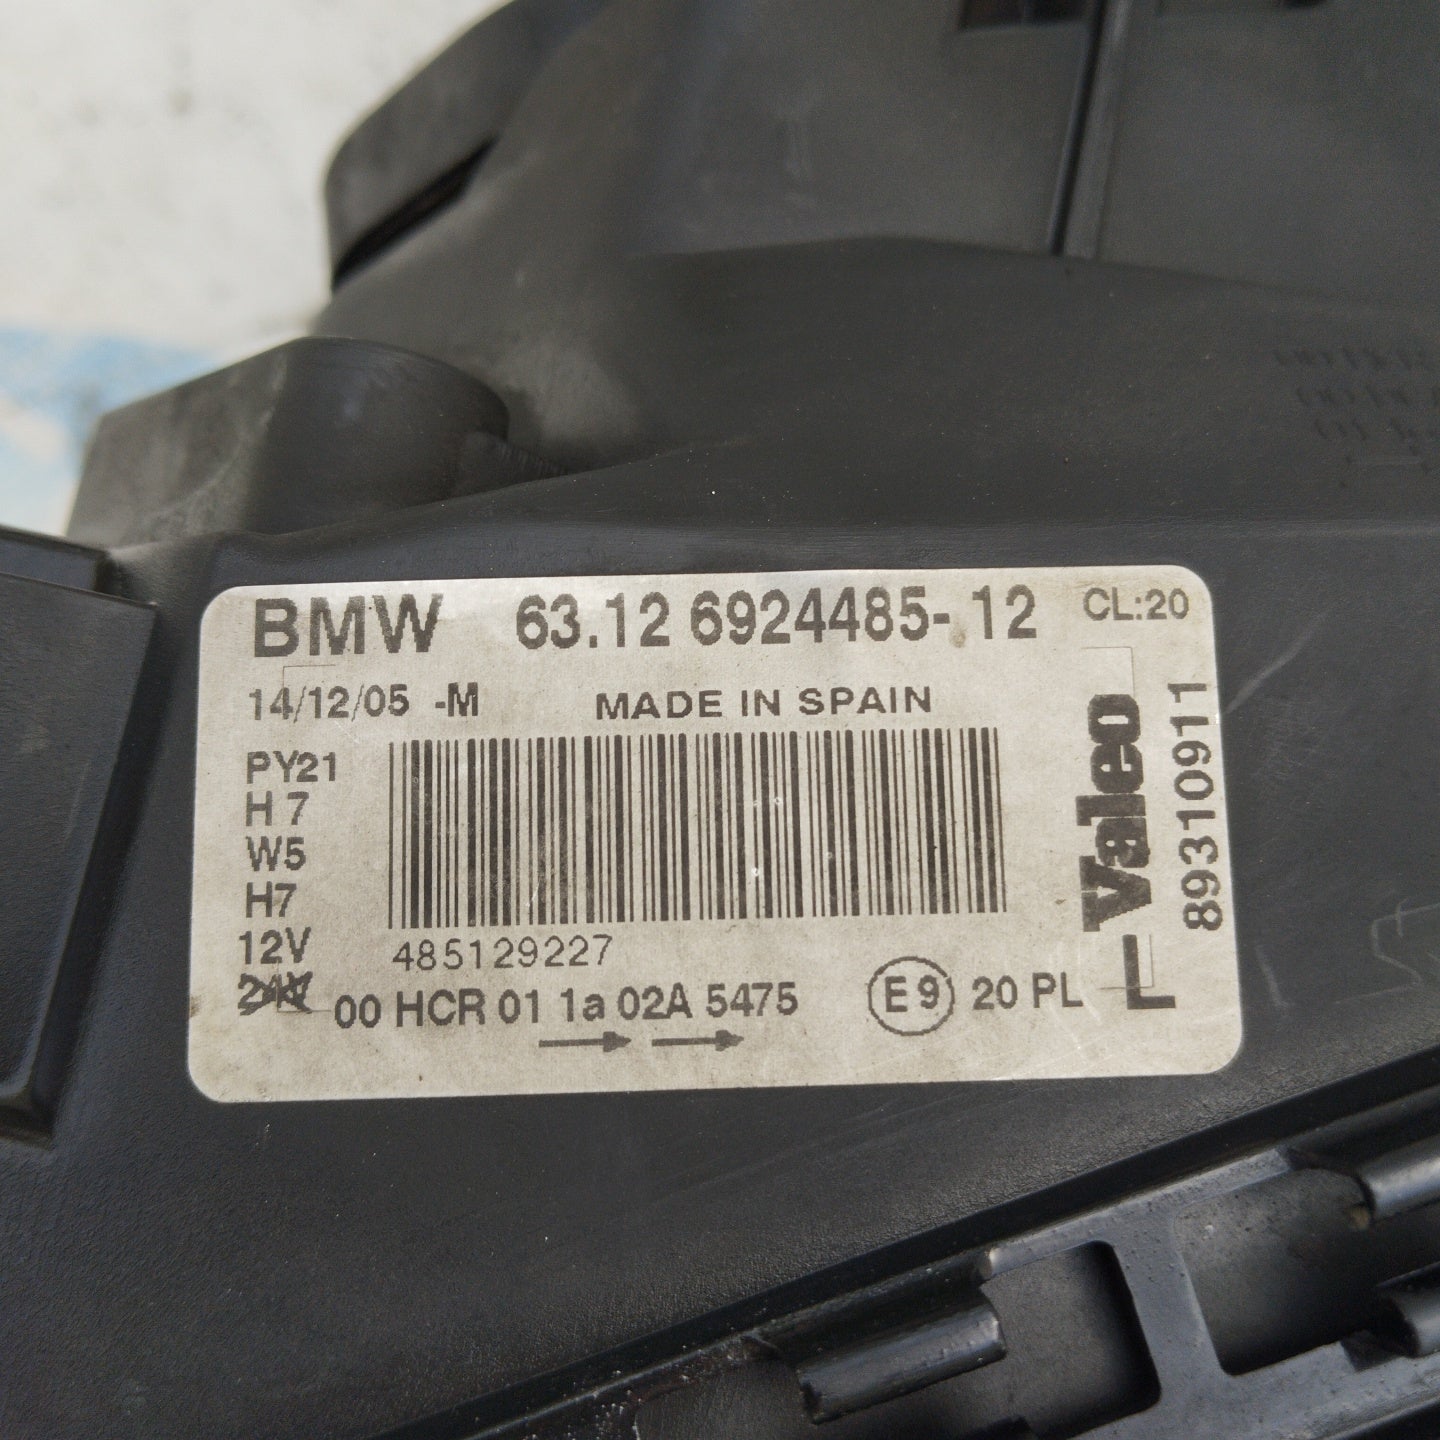 BMW 63.12 6924485-12 CL:20
14/12/05 -M MADE IN SPAIN
PY21
H7
W5
H7
12V
24V
485129227
00 HCR 01 1a 02A 5475 E9 20 PL
L Valeo
89310911